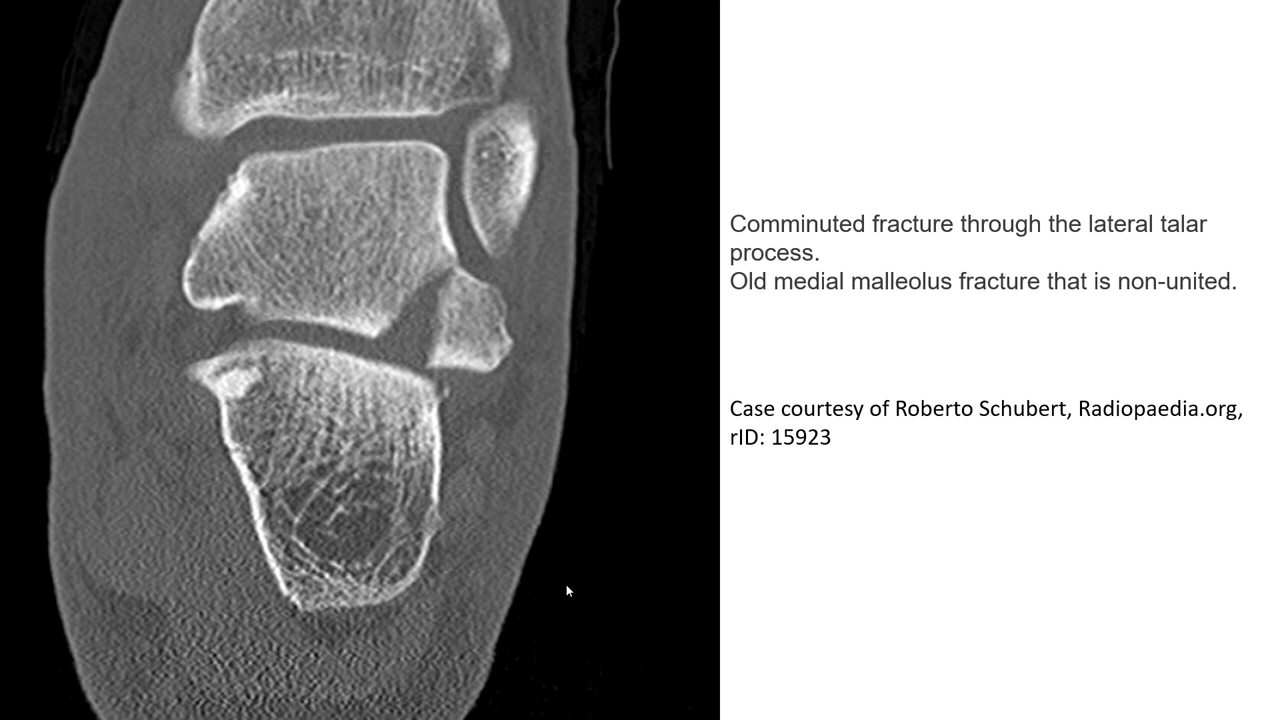 Comminuted fracture through the lateral talar
process.
Old medial malleolus fracture that is non-united.
Case courtesy of Roberto Schubert, Radiopaedia.org,
rID: 15923